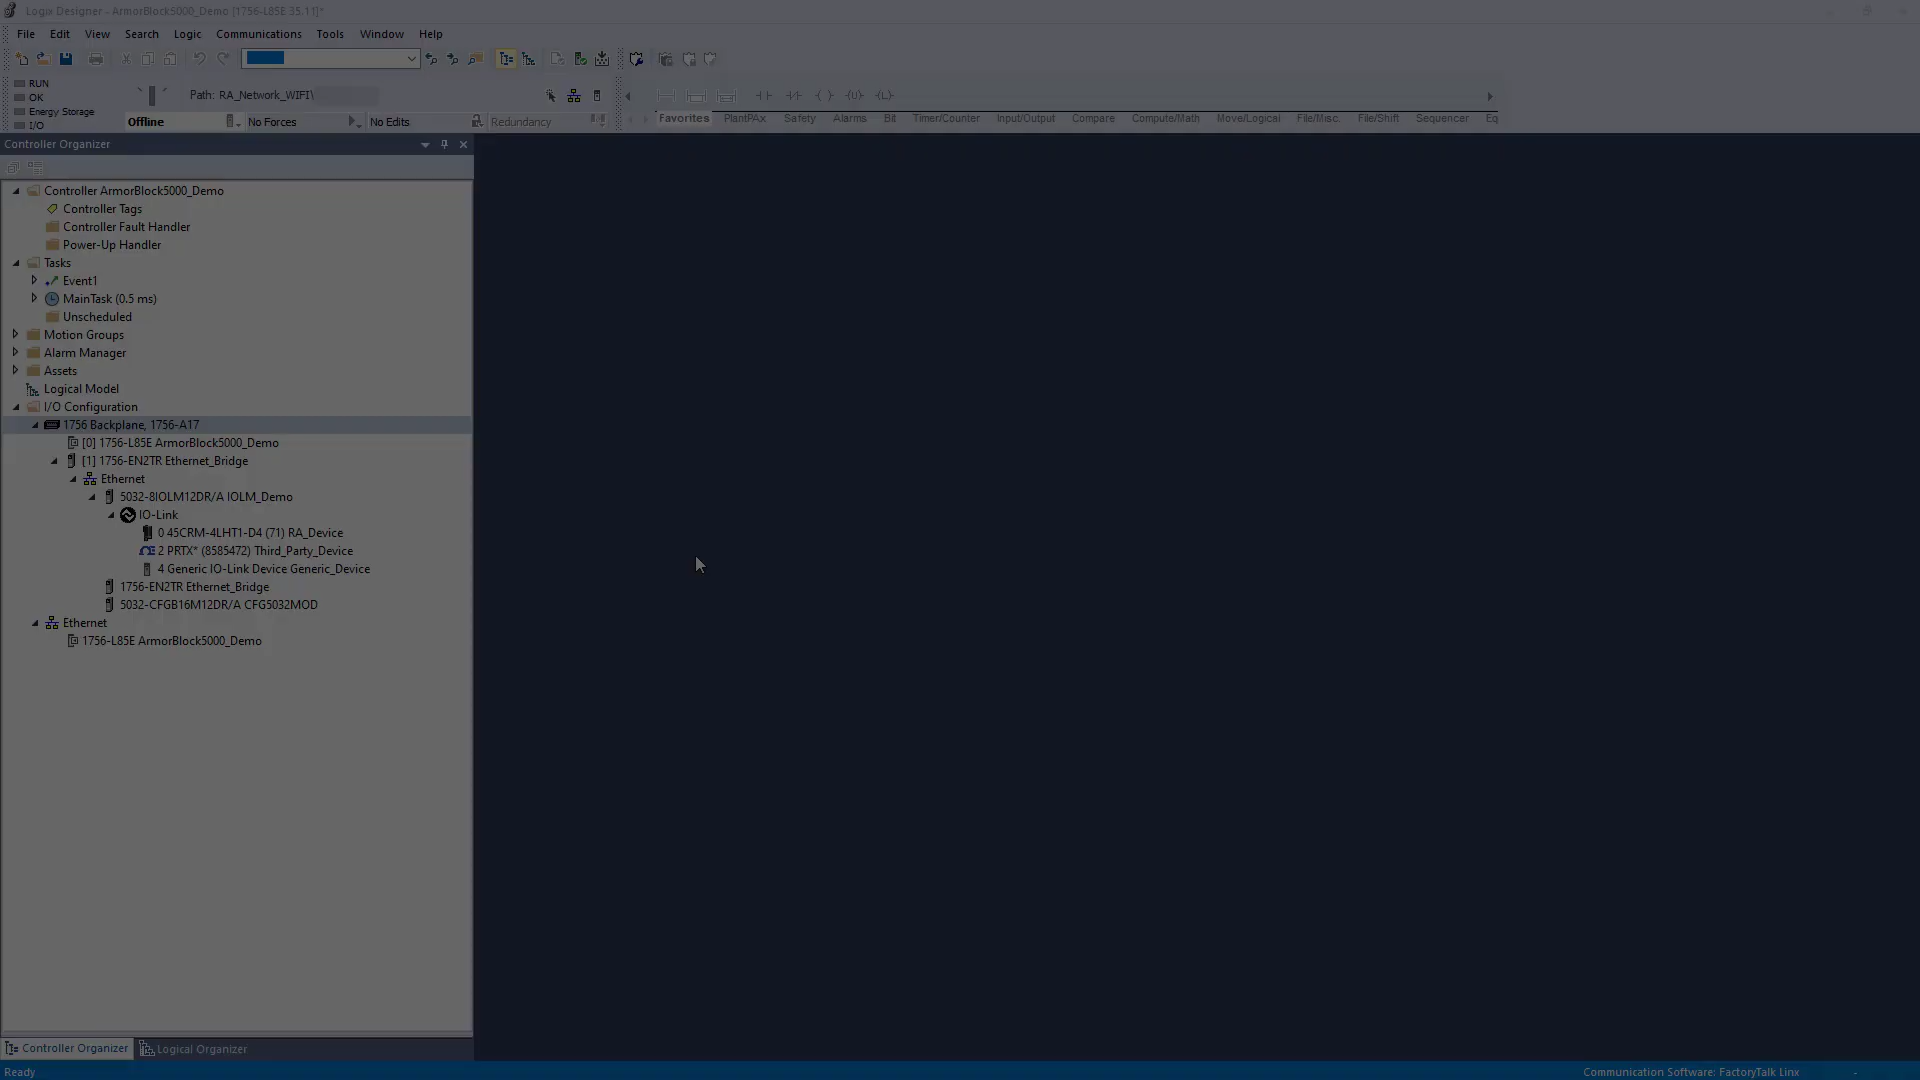 Logix Designer - ArmorBlock5000_Demo [1756-L85E 35.11]*
File Edit View Search Logic Communications Tools Window Help
RUN
OK
Energy Storage
I/O
Path: RA_Network_WIFI\
Offline No Forces No Edits Redundancy
Favorites PlantPAx Safety Alarms Bit Timer/Counter Input/Output Compare Compute/Math Move/Logical File/Misc. File/Shift Sequencer Eq
Controller Organizer
Controller ArmorBlock5000_Demo
Controller Tags
Controller Fault Handler
Power-Up Handler
Tasks
Event1
MainTask (0.5 ms)
Unscheduled
Motion Groups
Alarm Manager
Assets
Logical Model
I/O Configuration
1756 Backplane, 1756-A17
[0] 1756-L85E ArmorBlock5000_Demo
[1] 1756-EN2TR Ethernet_Bridge
Ethernet
5032-8IOLM12DR/A IOLM_Demo
IO-Link
0 45CRM-4LHT1-D4 (71) RA_Device
2 PRTX* (8585472) Third_Party_Device
4 Generic IO-Link Device Generic_Device
1756-EN2TR Ethernet_Bridge
5032-CFGB16M12DR/A CFG5032MOD
Ethernet
1756-L85E ArmorBlock5000_Demo
Controller Organizer Logical Organizer
Ready
Communication Software: FactoryTalk Linx